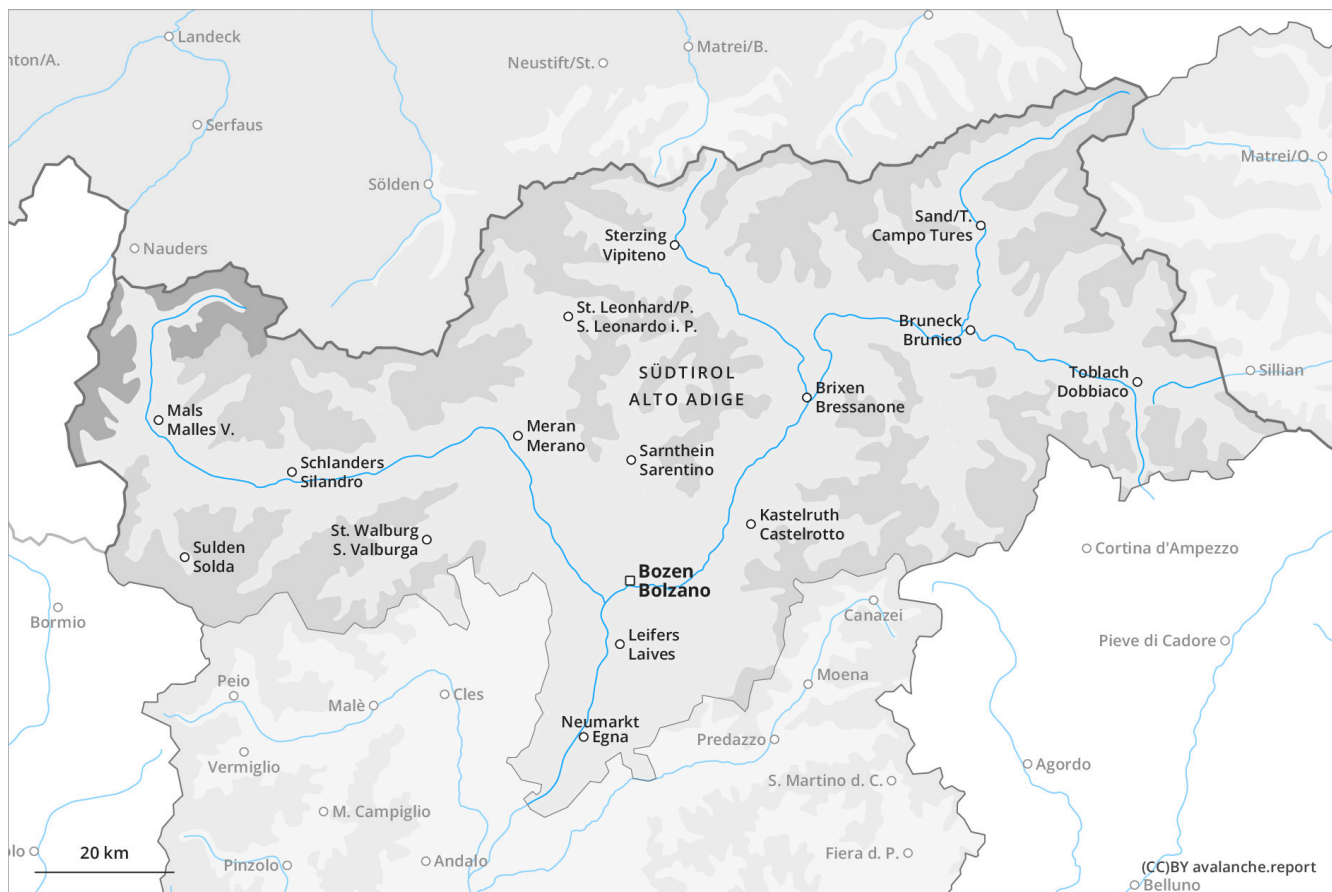 Landeck
nton/A.
Matrei/B.
Neustift/St.
Serfaus
Matrei/O.
Sölden
Sand/T.
Campo Tures
Sterzing
Vipiteno
Nauders
St. Leonhard/P.
S. Leonardo i. P.
Bruneck
Brunico
SÜDTIROL
ALTO ADIGE
Toblach
Dobbiaco
Sillian
Brixen
Bressanone
Mals
Malles V.
Meran
Merano
Sarnthein
Sarentino
Schlanders
Silandro
Kastelruth
Castelrotto
St. Walburg
S. Valburga
Sulden
Solda
Cortina d'Ampezzo
Bozen
Bolzano
Bormio
Canazei
Leifers
Laives
Pieve di Cadore
Peio
Moena
Malè
Cles
Neumarkt
Egna
Predazzo
Vermiglio
Agordo
S. Martino d. C.
M. Campiglio
20 km
olo
Pinzolo
Andalo
Fiera d. P.
(CC)BY avalanche.report
Belluno